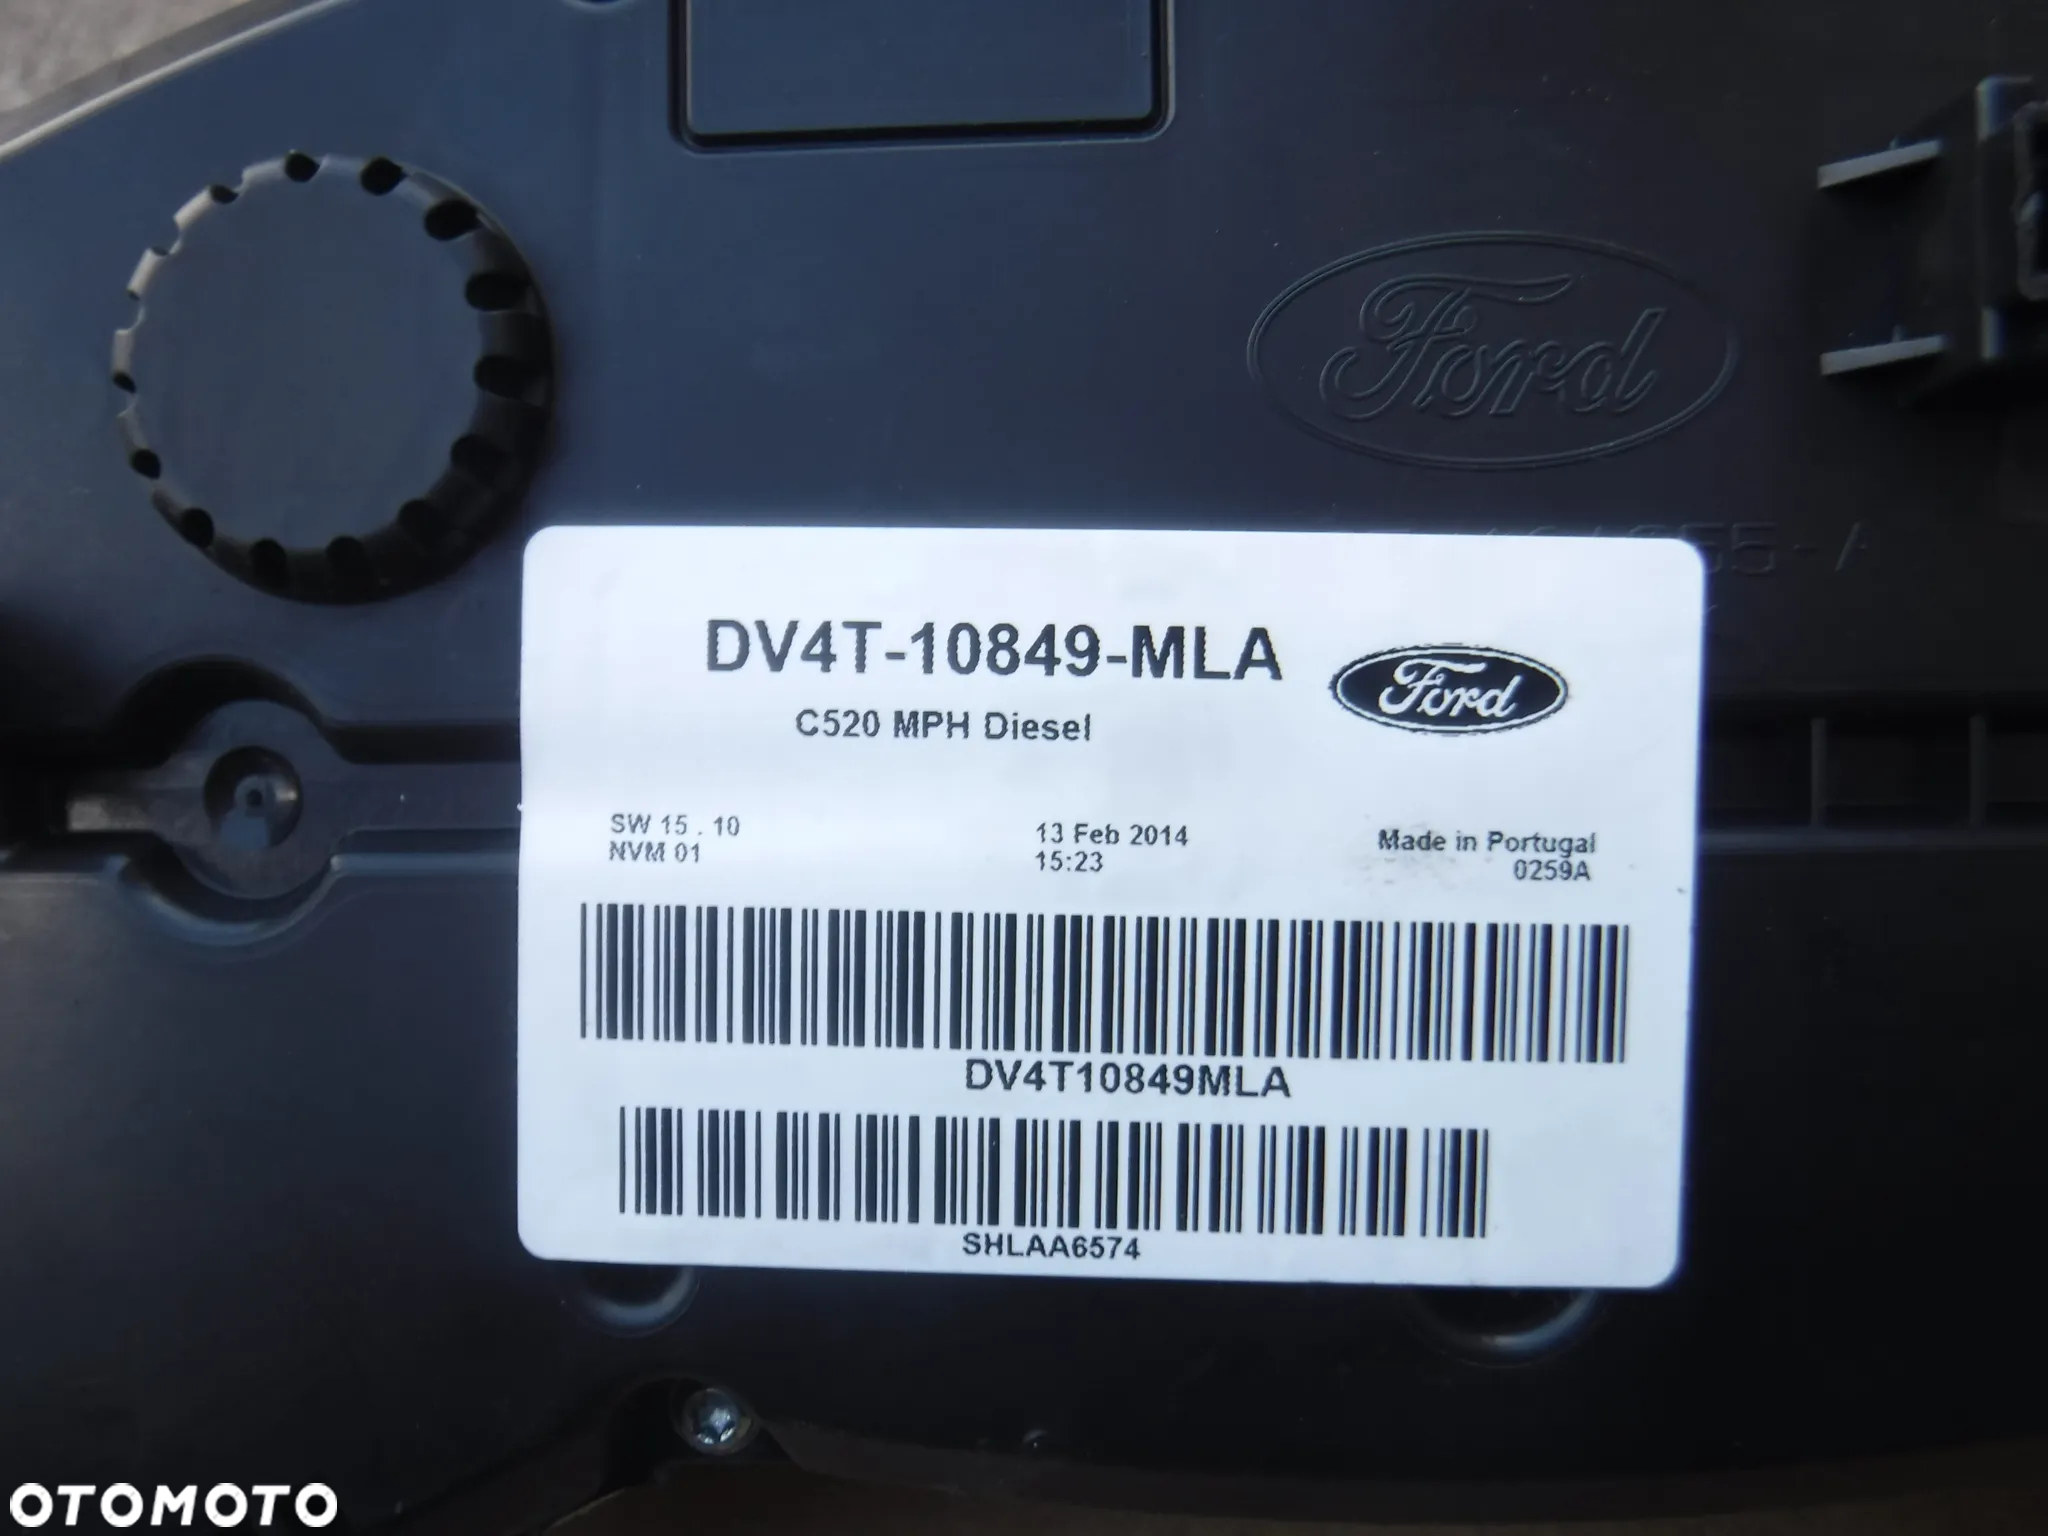 Ford
55-A
DV4T-10849-MLA
Ford
C520 MPH Diesel
SW 15 . 10
13 Feb 2014
Made in Portugal
NVM 01
15:23
0259A
DV4T10849MLA
SHLAA6574
OTOMOTO